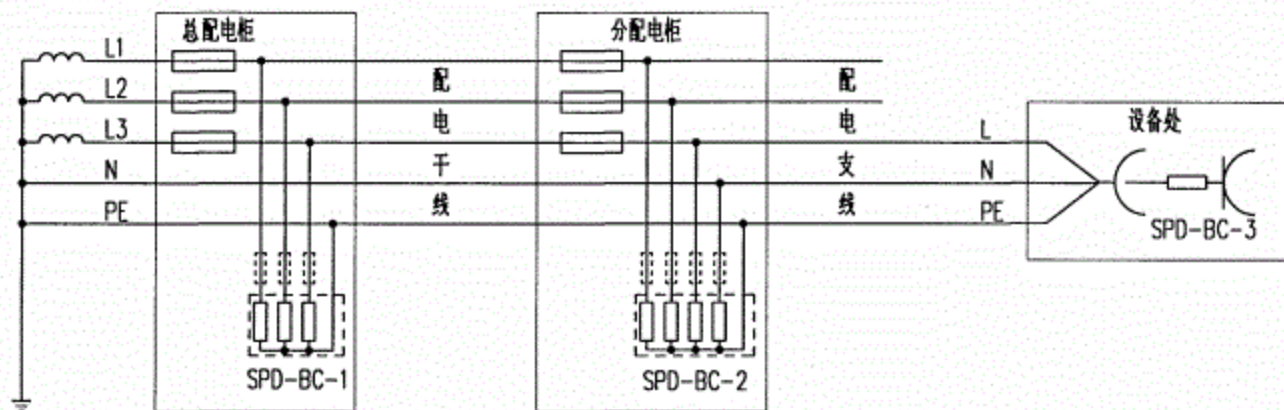 总配电柜
分配电柜
L1
L2
L3
N
PE
配电干线
配电支线
L
N
PE
设备处
SPD-BC-1
SPD-BC-2
SPD-BC-3